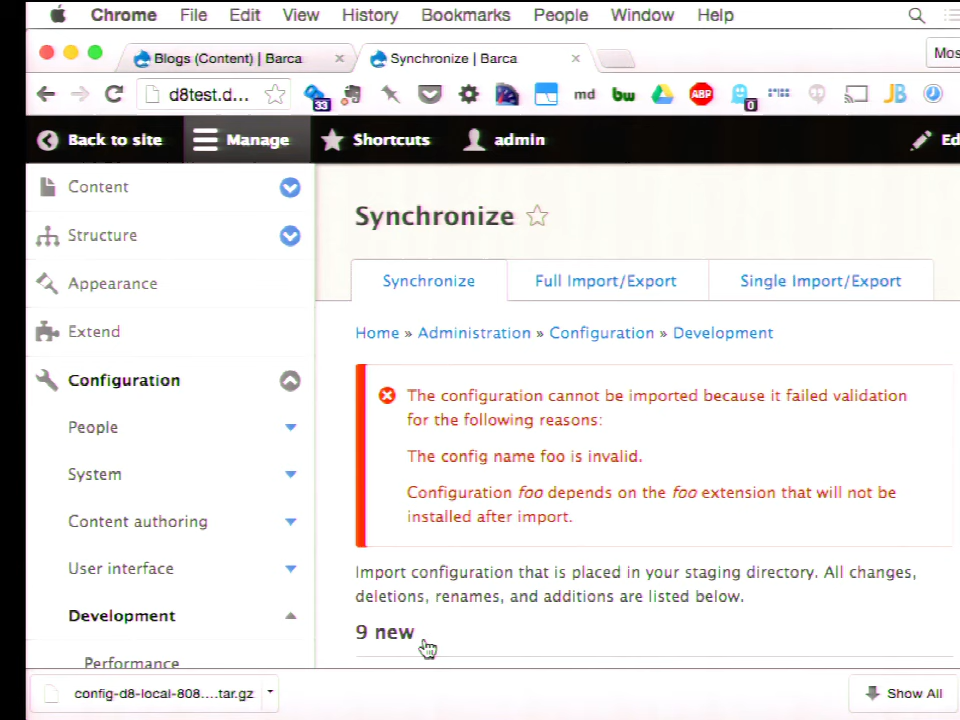 Chrome File Edit View History Bookmarks People Window Help
Blogs (Content) | Barca
Synchronize | Barca
Mos
d8test.d...
33
md
bw
ABP
0
JB
Back to site
Manage
Shortcuts
admin
Ed
Content
Structure
Appearance
Extend
Configuration
People
System
Content authoring
User interface
Development
Performance
Synchronize
Synchronize
Full Import/Export
Single Import/Export
Home » Administration » Configuration » Development
The configuration cannot be imported because it failed validation
for the following reasons:
The config name foo is invalid.
Configuration foo depends on the foo extension that will not be
installed after import.
Import configuration that is placed in your staging directory. All changes,
deletions, renames, and additions are listed below.
9 new
config-d8-local-808....tar.gz
Show All